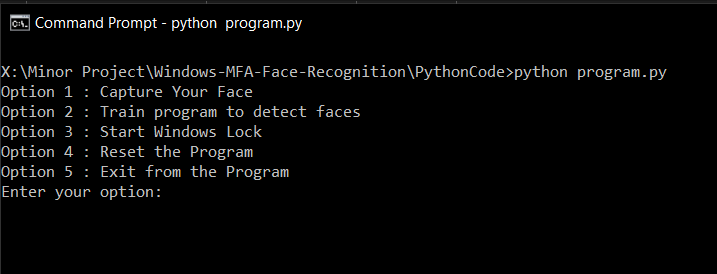 Command Prompt - python  program.py
X:\Minor Project\Windows-MFA-Face-Recognition\PythonCode>python program.py
Option 1 : Capture Your Face
Option 2 : Train program to detect faces
Option 3 : Start Windows Lock
Option 4 : Reset the Program
Option 5 : Exit from the Program
Enter your option: